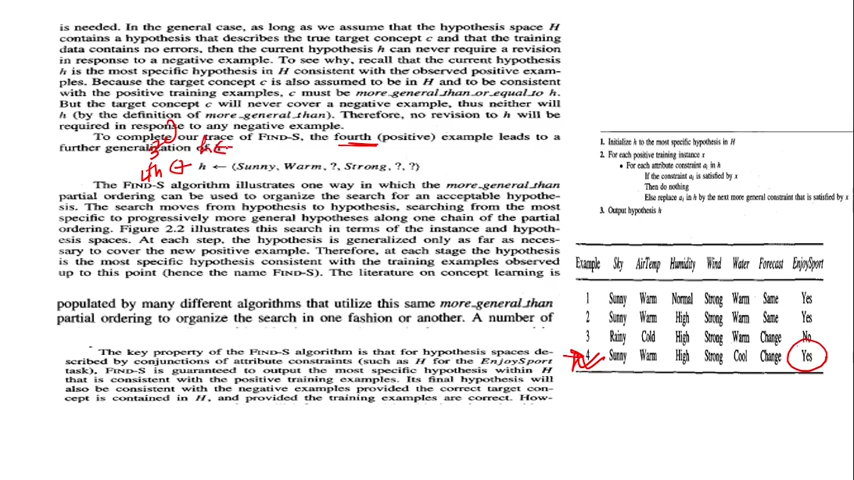 is needed. In the general case, as long as we assume that the hypothesis space H
contains a hypothesis that describes the true target concept c and that the training
data contains no errors, then the current hypothesis h can never require a revision
in response to a negative example. To see why, recall that the current hypothesis
h is the most specific hypothesis in H consistent with the observed positive exam-
ples. Because the target concept c is also assumed to be in H and to be consistent
with the positive training examples, c must be more_general_than_or_equal_to h.
But the target concept c will never cover a negative example, thus neither will
h (by the definition of more_general_than). Therefore, no revision to h will be
required in response to any negative example.
To complete our trace of FIND-S, the fourth (positive) example leads to a
further generalization of h ←
4th + h ← ⟨Sunny, Warm, ?, Strong, ?, ?⟩
The FIND-S algorithm illustrates one way in which the more_general_than
partial ordering can be used to organize the search for an acceptable hypothe-
sis. The search moves from hypothesis to hypothesis, searching from the most
specific to progressively more general hypotheses along one chain of the partial
ordering. Figure 2.2 illustrates this search in terms of the instance and hypoth-
esis spaces. At each step, the hypothesis is generalized only as far as neces-
sary to cover the new positive example. Therefore, at each stage the hypothesis
is the most specific hypothesis consistent with the training examples observed
up to this point (hence the name FIND-S). The literature on concept learning is
populated by many different algorithms that utilize this same more_general_than
partial ordering to organize the search in one fashion or another. A number of
The key property of the FIND-S algorithm is that for hypothesis spaces de-
scribed by conjunctions of attribute constraints (such as H for the EnjoySport
task), FIND-S is guaranteed to output the most specific hypothesis within H
that is consistent with the positive training examples. Its final hypothesis will
also be consistent with the negative examples provided the correct target con-
cept is contained in H, and provided the training examples are correct. How-
1. Initialize h to the most specific hypothesis in H
2. For each positive training instance x
• For each attribute constraint aᵢ in h
If the constraint aᵢ is satisfied by x
Then do nothing
Else replace aᵢ in h by the next more general constraint that is satisfied by x
3. Output hypothesis h
Example Sky AirTemp Humidity Wind Water Forecast EnjoySport
1 Sunny Warm Normal Strong Warm Same Yes
2 Sunny Warm High Strong Warm Same Yes
3 Rainy Cold High Strong Warm Change No
4 Sunny Warm High Strong Cool Change Yes